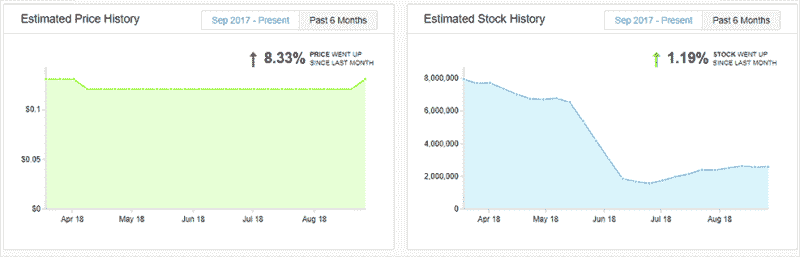 Estimated Price History
Sep 2017 - Present
Past 6 Months
8.33%
PRICE WENT UP
SINCE LAST MONTH
$0.1
$0.05
$0
Apr 18
May 18
Jun 18
Jul 18
Aug 18
Estimated Stock History
Sep 2017 - Present
Past 6 Months
1.19%
STOCK WENT UP
SINCE LAST MONTH
8,000,000
6,000,000
4,000,000
2,000,000
0
Apr 18
May 18
Jun 18
Jul 18
Aug 18